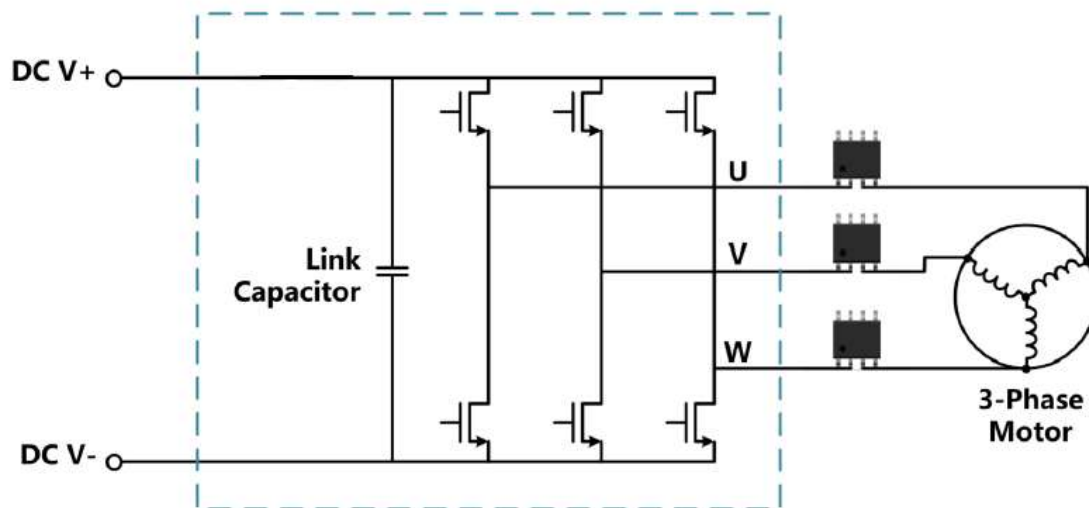 DC V+
U
V
Link
Capacitor
W
3-Phase
Motor
DC V-